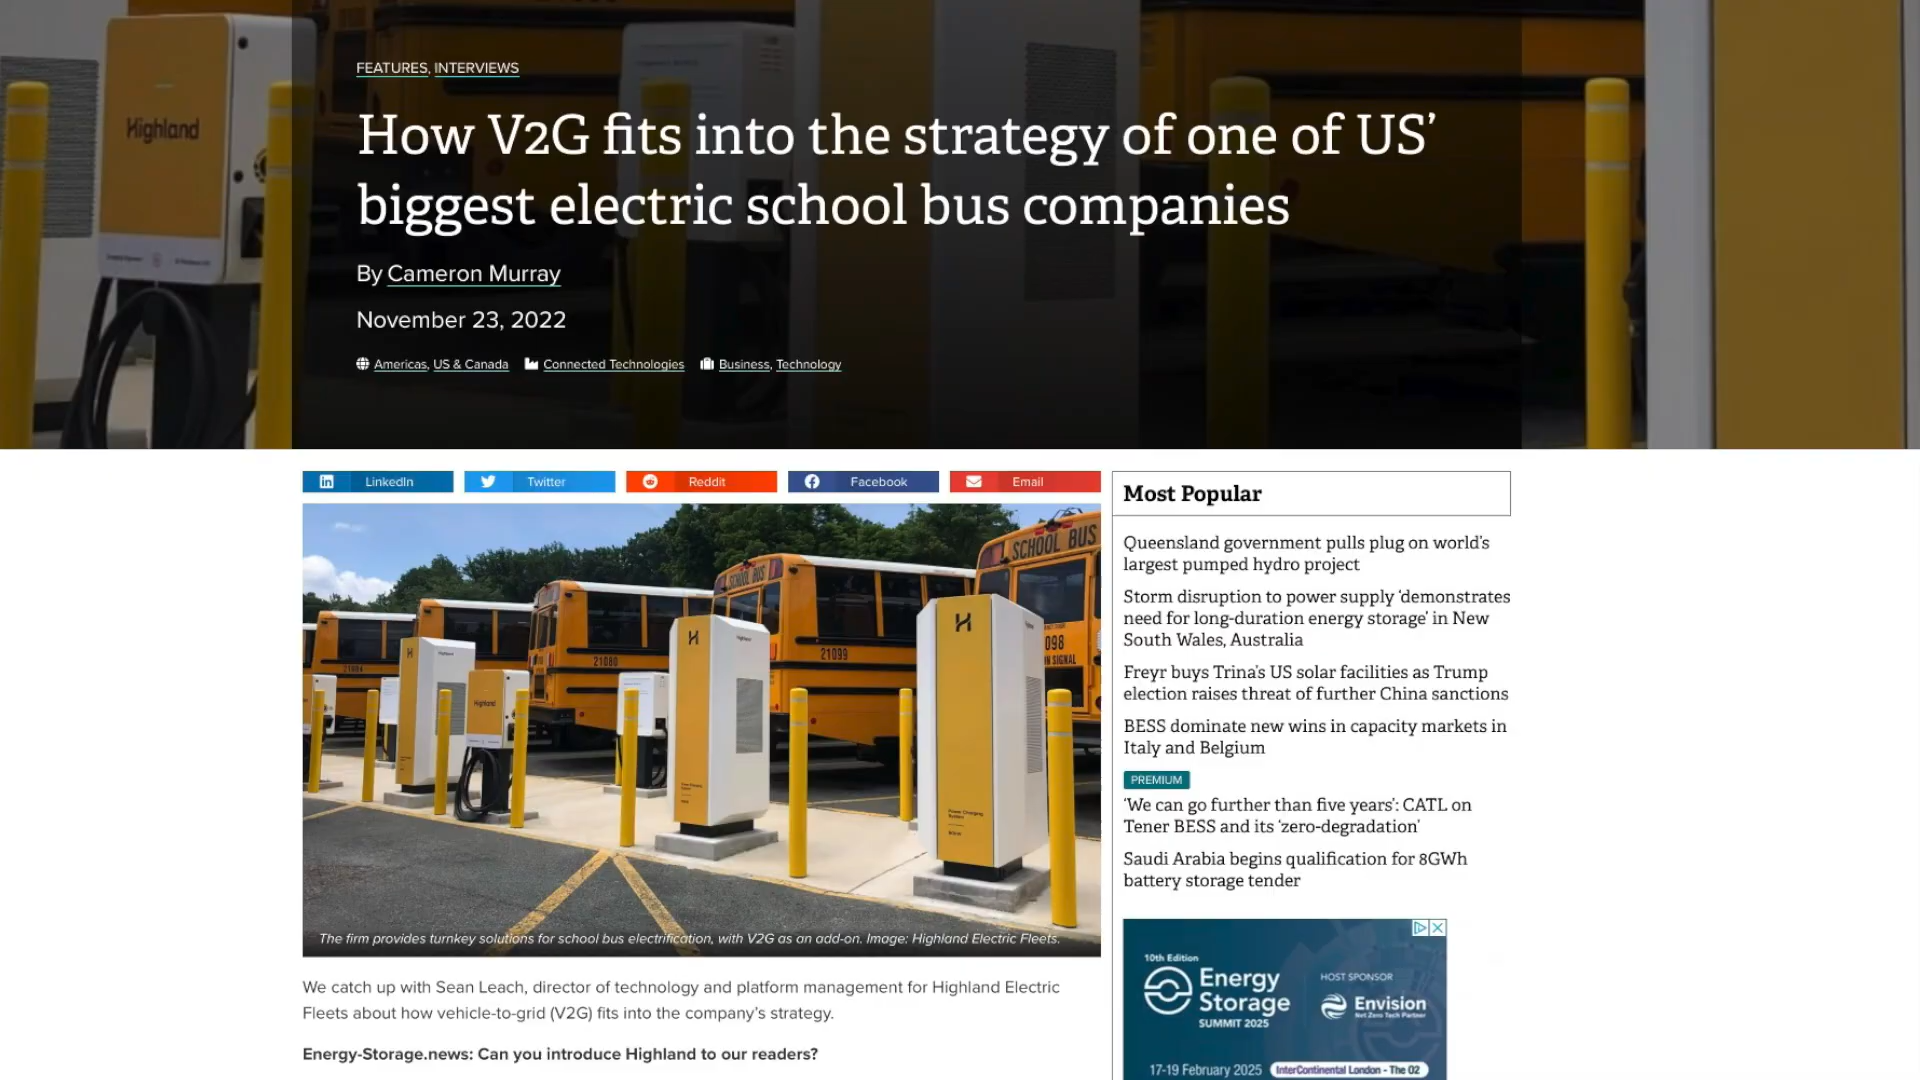 Highland
FEATURES, INTERVIEWS
How V2G fits into the strategy of one of US’
biggest electric school bus companies
By Cameron Murray
November 23, 2022
Americas, US & Canada Connected Technologies Business, Technology
LinkedIn Twitter Reddit Facebook Email
SCHOOL BUS
SCHOOL BUS
21080
21099
098
SIGNAL
Highland
The firm provides turnkey solutions for school bus electrification, with V2G as an add-on. Image: Highland Electric Fleets.
We catch up with Sean Leach, director of technology and platform management for Highland Electric
Fleets about how vehicle-to-grid (V2G) fits into the company’s strategy.
Energy-Storage.news: Can you introduce Highland to our readers?
Most Popular
Queensland government pulls plug on world’s
largest pumped hydro project
Storm disruption to power supply ‘demonstrates
need for long-duration energy storage’ in New
South Wales, Australia
Freyr buys Trina’s US solar facilities as Trump
election raises threat of further China sanctions
BESS dominate new wins in capacity markets in
Italy and Belgium
PREMIUM
‘We can go further than five years’: CATL on
Tener BESS and its ‘zero-degradation’
Saudi Arabia begins qualification for 8GWh
battery storage tender
10th Edition
Energy
Storage
SUMMIT 2025
HOST SPONSOR
Envision
Net Zero Tech Partner
17-19 February 2025 InterContinental London - The O2